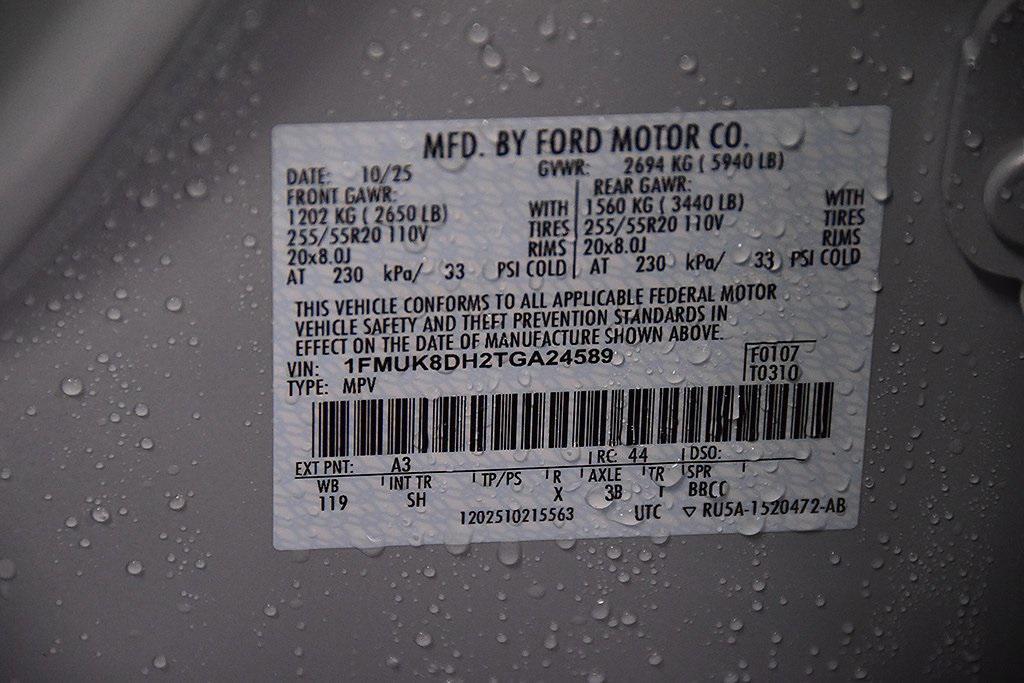 MFD. BY FORD MOTOR CO.
DATE: 10/25 GVWR: 2694 KG ( 5940 LB)
FRONT GAWR: REAR GAWR:
1202 KG ( 2650 LB) WITH 1560 KG ( 3440 LB) WITH
255/55R20 110V TIRES 255/55R20 110V TIRES
20x8.0J RIMS 20x8.0J RIMS
AT 230 kPa/ 33 PSI COLD AT 230 kPa/ 33 PSI COLD
THIS VEHICLE CONFORMS TO ALL APPLICABLE FEDERAL MOTOR
VEHICLE SAFETY AND THEFT PREVENTION STANDARDS IN
EFFECT ON THE DATE OF MANUFACTURE SHOWN ABOVE.
VIN: 1FMUK8DH2TGA24589 F0107
TYPE: MPV T0310
EXT PNT: A3 RC: 44 DSO:
WB INT TR TP/PS R AXLE TR SPR
119 SH X 3B T BBCC
1202510215563 UTC ▽ RU5A-1520472-AB